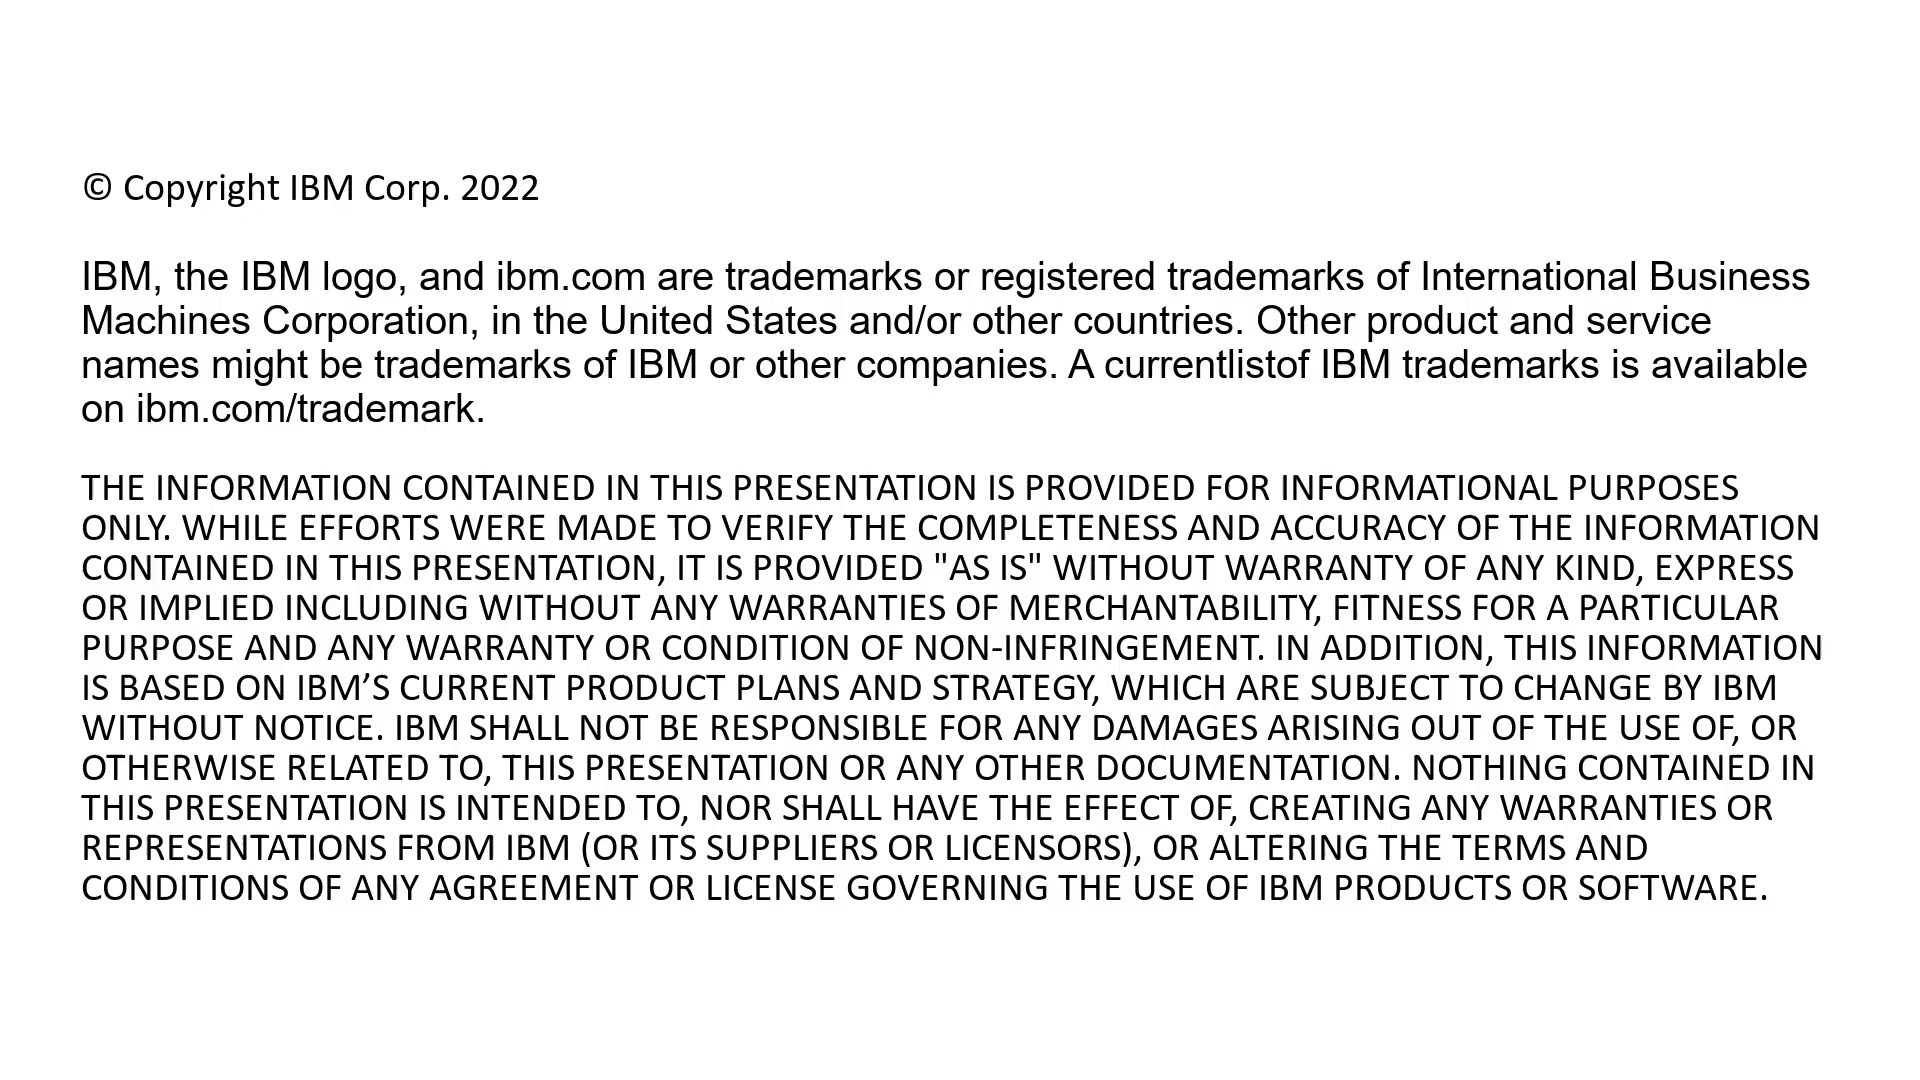 © Copyright IBM Corp. 2022
IBM, the IBM logo, and ibm.com are trademarks or registered trademarks of International Business
Machines Corporation, in the United States and/or other countries. Other product and service
names might be trademarks of IBM or other companies. A currentlistof IBM trademarks is available
on ibm.com/trademark.
THE INFORMATION CONTAINED IN THIS PRESENTATION IS PROVIDED FOR INFORMATIONAL PURPOSES
ONLY. WHILE EFFORTS WERE MADE TO VERIFY THE COMPLETENESS AND ACCURACY OF THE INFORMATION
CONTAINED IN THIS PRESENTATION, IT IS PROVIDED "AS IS" WITHOUT WARRANTY OF ANY KIND, EXPRESS
OR IMPLIED INCLUDING WITHOUT ANY WARRANTIES OF MERCHANTABILITY, FITNESS FOR A PARTICULAR
PURPOSE AND ANY WARRANTY OR CONDITION OF NON-INFRINGEMENT. IN ADDITION, THIS INFORMATION
IS BASED ON IBM’S CURRENT PRODUCT PLANS AND STRATEGY, WHICH ARE SUBJECT TO CHANGE BY IBM
WITHOUT NOTICE. IBM SHALL NOT BE RESPONSIBLE FOR ANY DAMAGES ARISING OUT OF THE USE OF, OR
OTHERWISE RELATED TO, THIS PRESENTATION OR ANY OTHER DOCUMENTATION. NOTHING CONTAINED IN
THIS PRESENTATION IS INTENDED TO, NOR SHALL HAVE THE EFFECT OF, CREATING ANY WARRANTIES OR
REPRESENTATIONS FROM IBM (OR ITS SUPPLIERS OR LICENSORS), OR ALTERING THE TERMS AND
CONDITIONS OF ANY AGREEMENT OR LICENSE GOVERNING THE USE OF IBM PRODUCTS OR SOFTWARE.